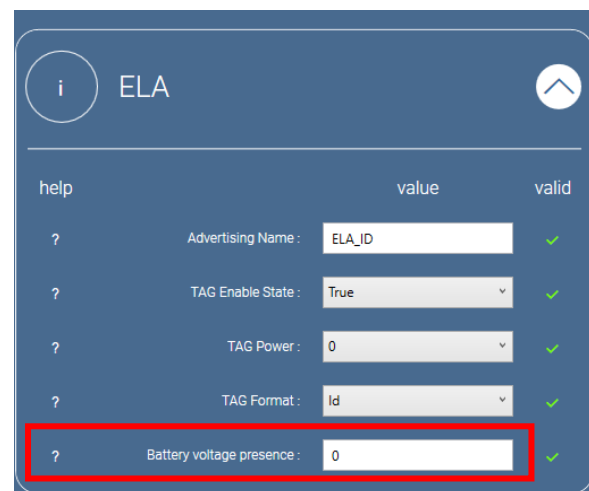 i ELA
help value valid
? Advertising Name : ELA_ID
? TAG Enable State : True
? TAG Power : 0
? TAG Format : Id
? Battery voltage presence : 0